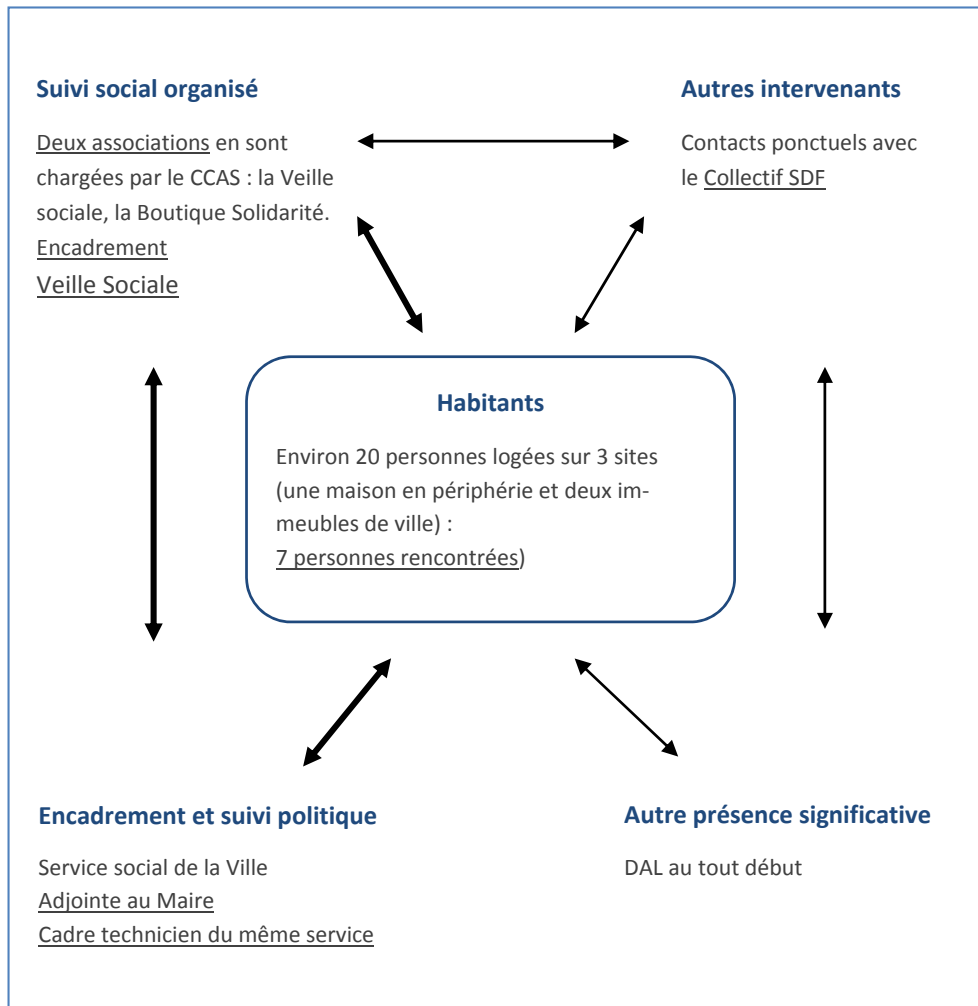 Suivi social organisé
Deux associations en sont
chargées par le CCAS : la Veille
sociale, la Boutique Solidarité.
Encadrement
Veille Sociale
Autres intervenants
Contacts ponctuels avec
le Collectif SDF
Habitants
Environ 20 personnes logées sur 3 sites
(une maison en périphérie et deux im-
meubles de ville) :
7 personnes rencontrées)
Encadrement et suivi politique
Service social de la Ville
Adjointe au Maire
Cadre technicien du même service
Autre présence significative
DAL au tout début